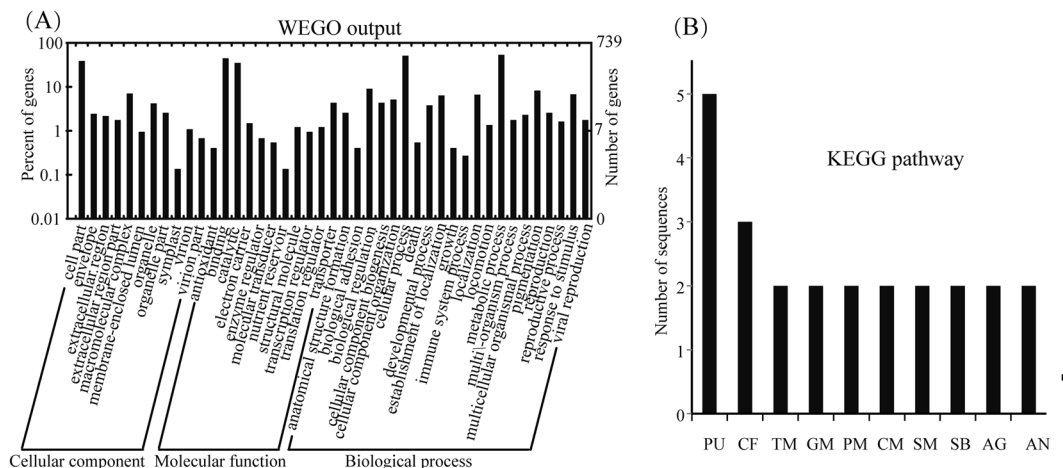 (A)
WEGO output
100
10
1
0.1
0.01
Percent of genes
739
7
0
Number of genes
cell part
envelope
extracellular region
extracellular region part
macromolecular complex
membrane-enclosed lumen
organelle
organelle part
symplast
virion
virion part
antioxidant
binding
catalytic
electron carrier
enzyme regulator
molecular transducer
nutrient reservoir
structural molecule
transcription regulator
translation regulator
transporter
anatomical structure formation
biological adhesion
biological regulation
cellular component biogenesis
cellular component organization
cellular process
death
developmental process
establishment of localization
growth
immune system process
localization
locomotion
metabolic process
multi\-organism process
multicellular organismal process
pigmentation
reproduction
reproductive process
response to stimulus
viral reproduction
Cellular component
Molecular function
Biological process
(B)
KEGG pathway
Number of sequences
5
4
3
2
1
0
PU CF TM GM PM CM SM SB AG AN